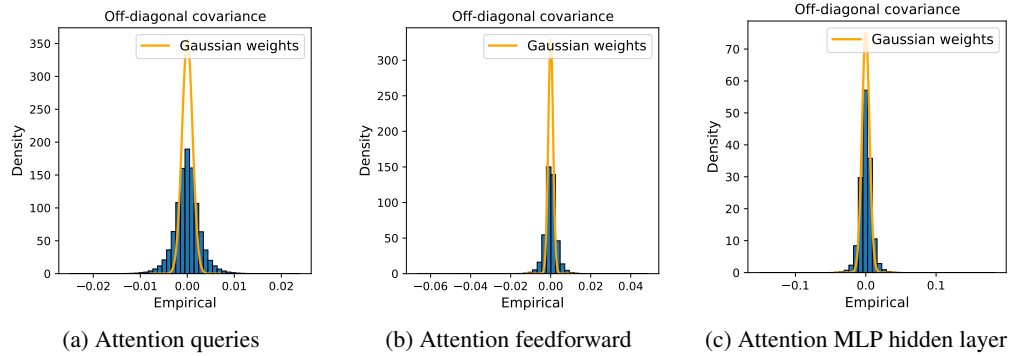 Off-diagonal covariance
Gaussian weights
Density
350
300
250
200
150
100
50
0
−0.02 −0.01 0.00 0.01 0.02
Empirical
(a) Attention queries
Off-diagonal covariance
Gaussian weights
Density
300
250
200
150
100
50
0
−0.06 −0.04 −0.02 0.00 0.02 0.04
Empirical
(b) Attention feedforward
Off-diagonal covariance
Gaussian weights
Density
70
60
50
40
30
20
10
0
−0.1 0.0 0.1
Empirical
(c) Attention MLP hidden layer